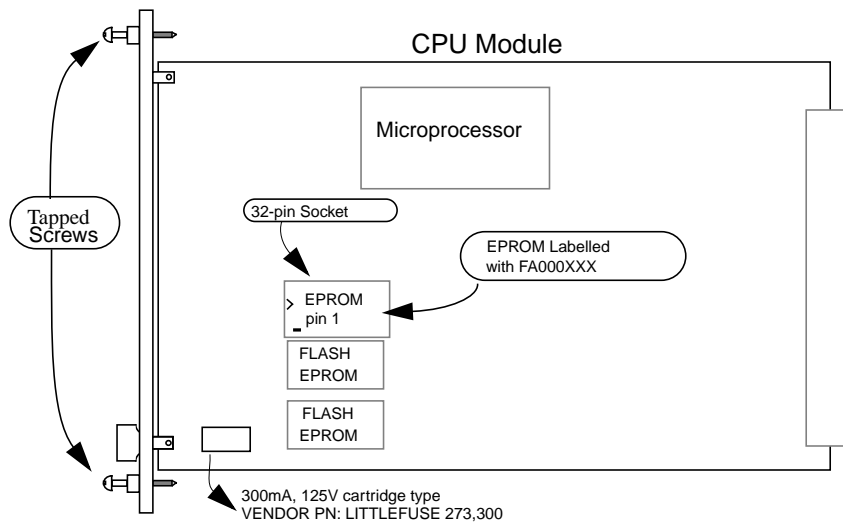 CPU Module
Microprocessor
32-pin Socket
Tapped
Screws
EPROM Labelled
with FA000XXX
> EPROM
pin 1
FLASH
EPROM
FLASH
EPROM
300mA, 125V cartridge type
VENDOR PN: LITTLEFUSE 273,300